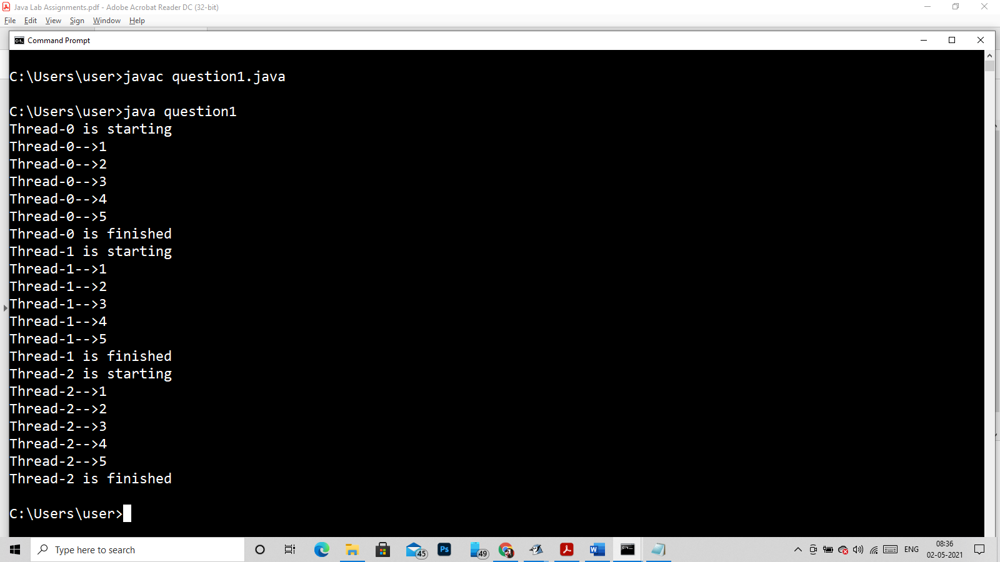 Java Lab Assignments.pdf - Adobe Acrobat Reader DC (32-bit)
File Edit View Sign Window Help
Command Prompt
C:\Users\user>javac question1.java
C:\Users\user>java question1
Thread-0 is starting
Thread-0-->1
Thread-0-->2
Thread-0-->3
Thread-0-->4
Thread-0-->5
Thread-0 is finished
Thread-1 is starting
Thread-1-->1
Thread-1-->2
Thread-1-->3
Thread-1-->4
Thread-1-->5
Thread-1 is finished
Thread-2 is starting
Thread-2-->1
Thread-2-->2
Thread-2-->3
Thread-2-->4
Thread-2-->5
Thread-2 is finished
C:\Users\user>
Type here to search
45
Ps
49
W
ENG
08:36
02-05-2021